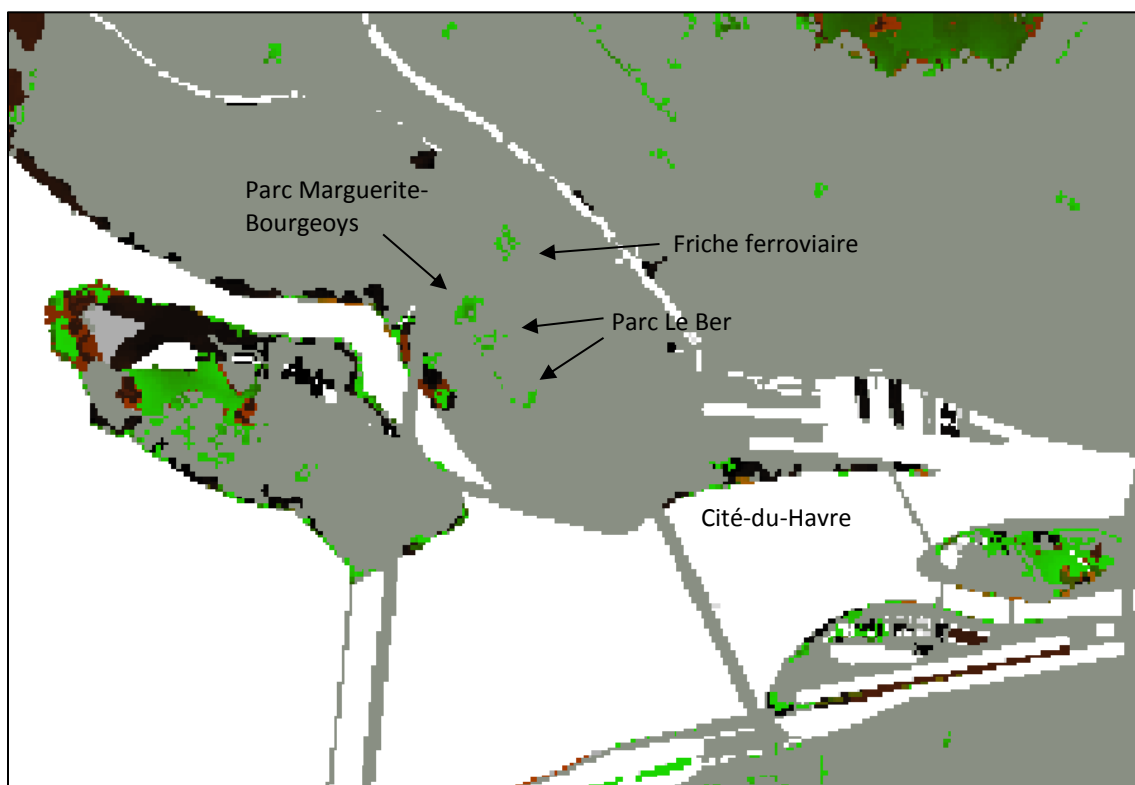 Parc Marguerite-
Bourgeoys
Friche ferroviaire
Parc Le Ber
Cité-du-Havre